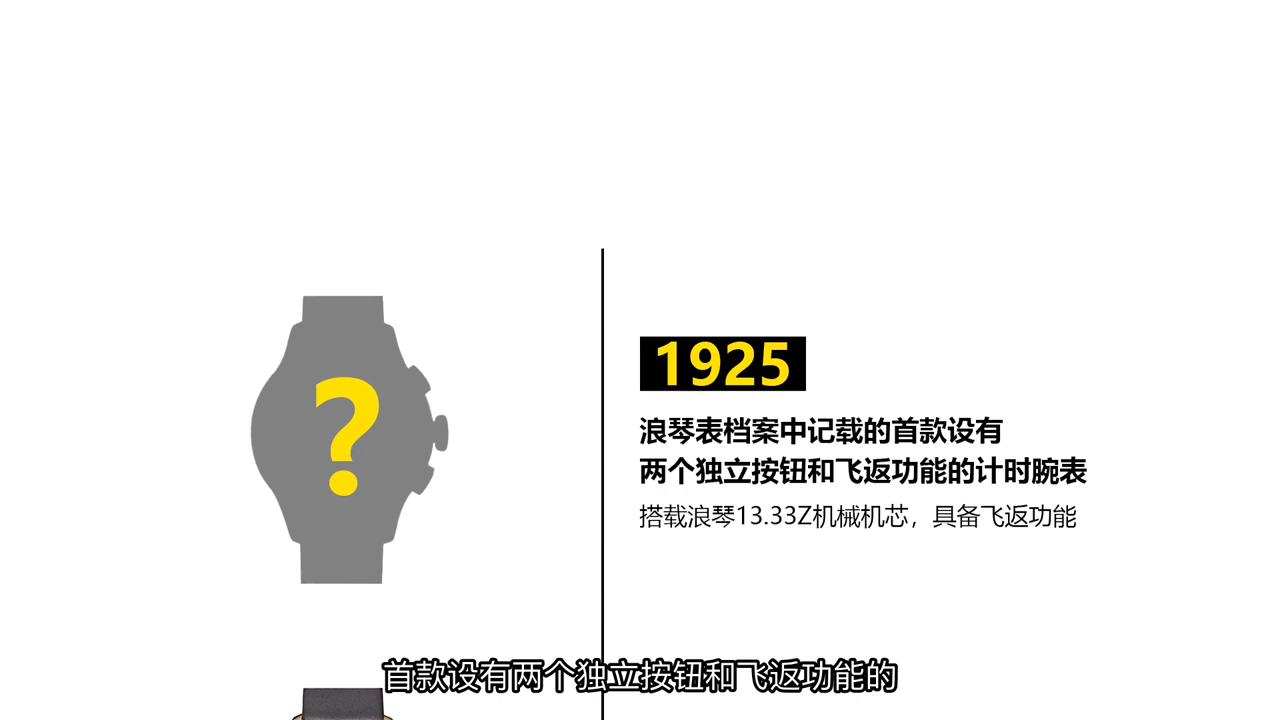 ?
1925
浪琴表档案中记载的首款设有
两个独立按钮和飞返功能的计时腕表
搭载浪琴13.33Z机械机芯，具备飞返功能
首款设有两个独立按钮和飞返功能的